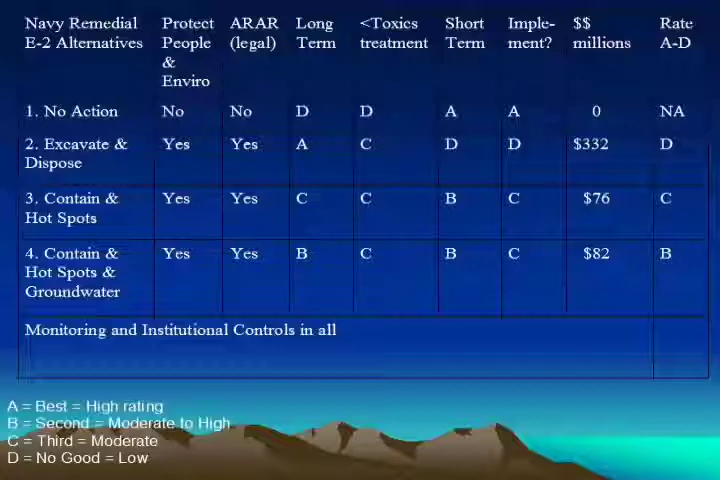 Navy Remedial E-2 Alternatives Protect People & Enviro ARAR (legal) Long Term <Toxics treatment Short Term Imple-ment? $$ millions Rate A-D
1. No Action No No D D A A 0 NA
2. Excavate & Dispose Yes Yes A C D D $332 D
3. Contain & Hot Spots Yes Yes C C B C $76 C
4. Contain & Hot Spots & Groundwater Yes Yes B C B C $82 B
Monitoring and Institutional Controls in all
A = Best = High rating
B = Second = Moderate to High
C = Third = Moderate
D = No Good = Low